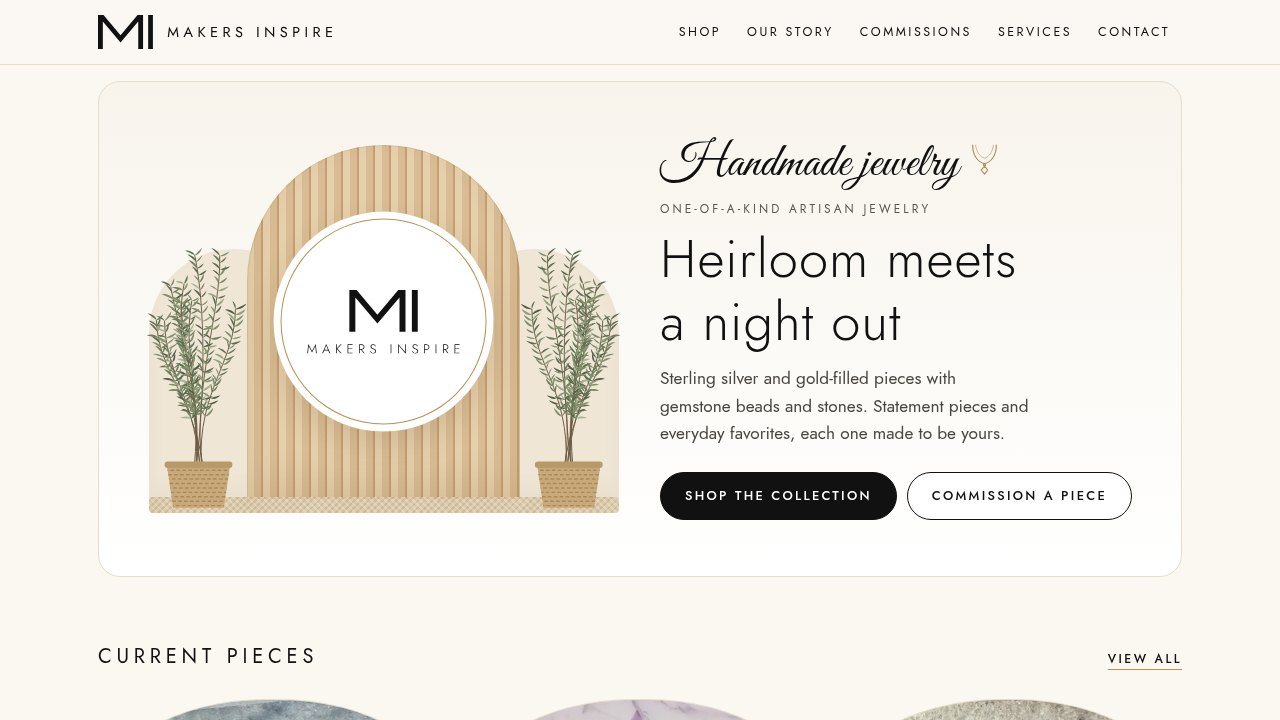 MI MAKERS INSPIRE
SHOP OUR STORY COMMISSIONS SERVICES CONTACT
MI
MAKERS INSPIRE
Handmade jewelry
ONE-OF-A-KIND ARTISAN JEWELRY
Heirloom meets
a night out
Sterling silver and gold-filled pieces with
gemstone beads and stones. Statement pieces and
everyday favorites, each one made to be yours.
SHOP THE COLLECTION
COMMISSION A PIECE
CURRENT PIECES
VIEW ALL